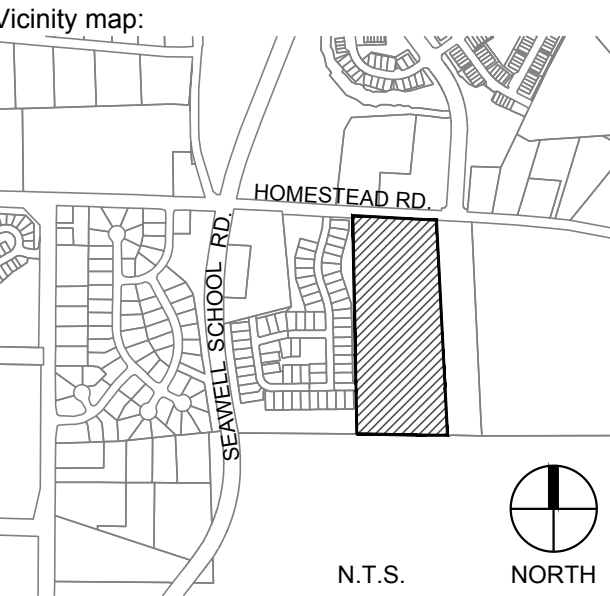 Vicinity map:
HOMESTEAD RD.
SEAWELL SCHOOL RD.
N.T.S.
NORTH